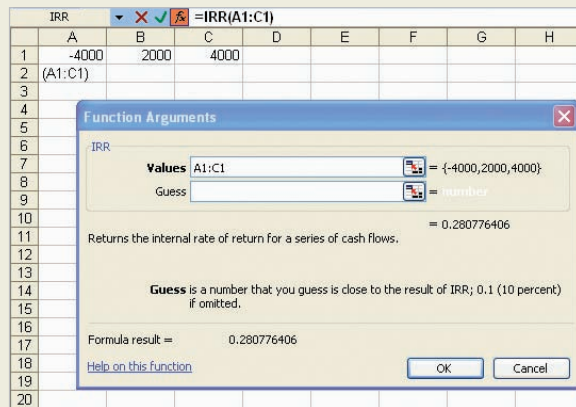 IRR =IRR(A1:C1)
A B C D E F G H
1 -4000 2000 4000
2 (A1:C1)
3
4
Function Arguments
5
6
IRR
7
Values A1:C1 = {-4000,2000,4000}
8
Guess = number
9
10
= 0.280776406
11
Returns the internal rate of return for a series of cash flows.
12
13
14
Guess is a number that you guess is close to the result of IRR; 0.1 (10 percent)
if omitted.
15
16
17
Formula result = 0.280776406
18
Help on this function OK Cancel
19
20